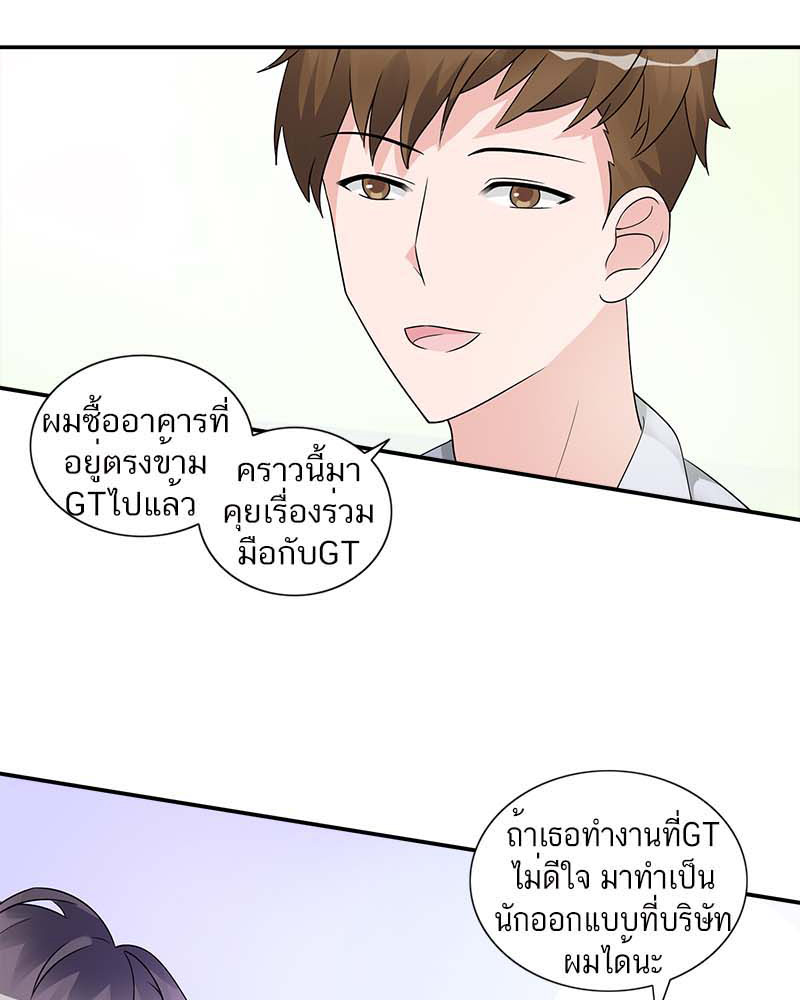 ผมซื้ออาคารที่
อยู่ตรงข้าม
GTไปแล้ว
คราวนี้มา
คุยเรื่องร่วม
มือกับGT
ถ้าเธอทำงานที่GT
ไม่ดีใจ มาทำเป็น
นักออกแบบที่บริษัท
ผมได้นะ